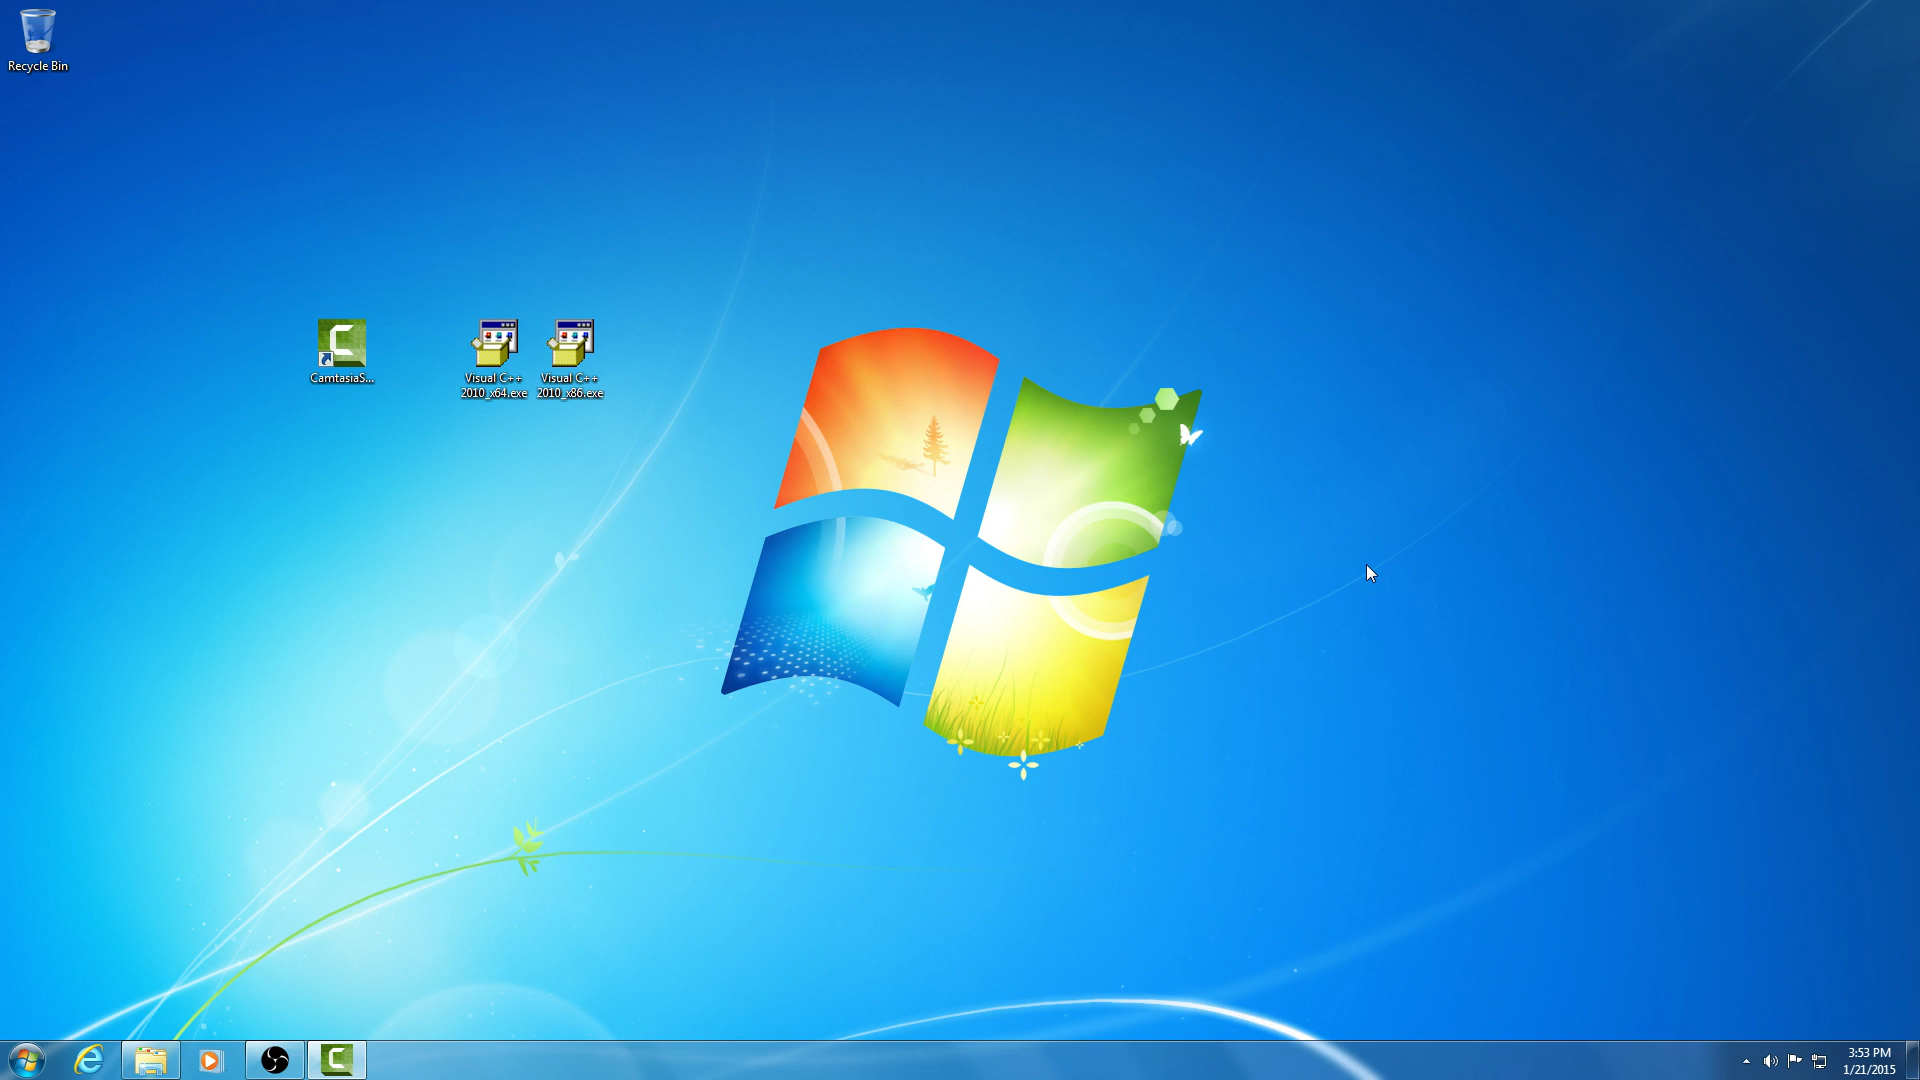 Recycle Bin
CamtasiaS...
Visual C++
2010_x64.exe
Visual C++
2010_x86.exe
3:53 PM
1/21/2015